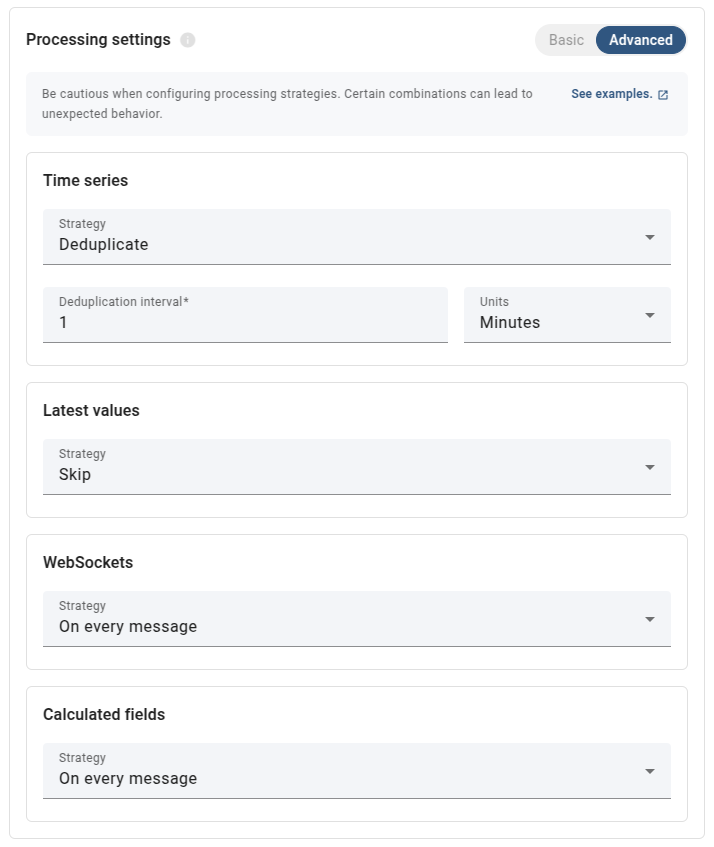 Processing settings
Basic
Advanced
Be cautious when configuring processing strategies. Certain combinations can lead to
unexpected behavior.
See examples.
Time series
Strategy
Deduplicate
Deduplication interval*
1
Units
Minutes
Latest values
Strategy
Skip
WebSockets
Strategy
On every message
Calculated fields
Strategy
On every message